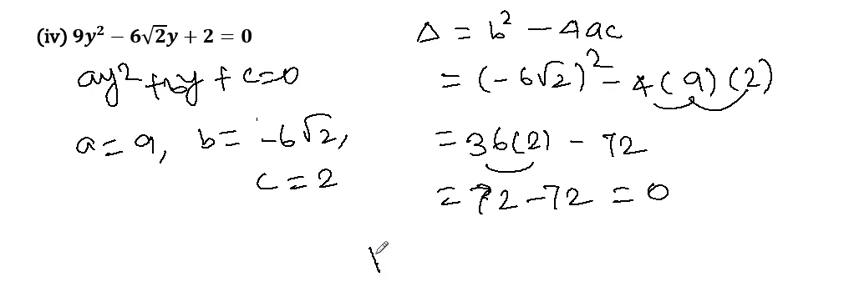 (iv) 9y² − 6√2y + 2 = 0
ay² + by + c = 0
a = 9, b = -6√2,
c = 2
Δ = b² − 4ac
= (-6√2)² − 4(9)(2)
= 36(2) − 72
= 72 − 72 = 0